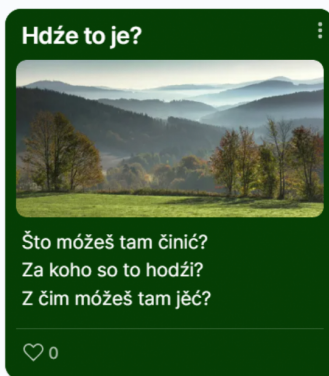 Hdźe to je?
Što móžeš tam činić?
Za koho so to hodźi?
Z čim móžeš tam jěć?
0